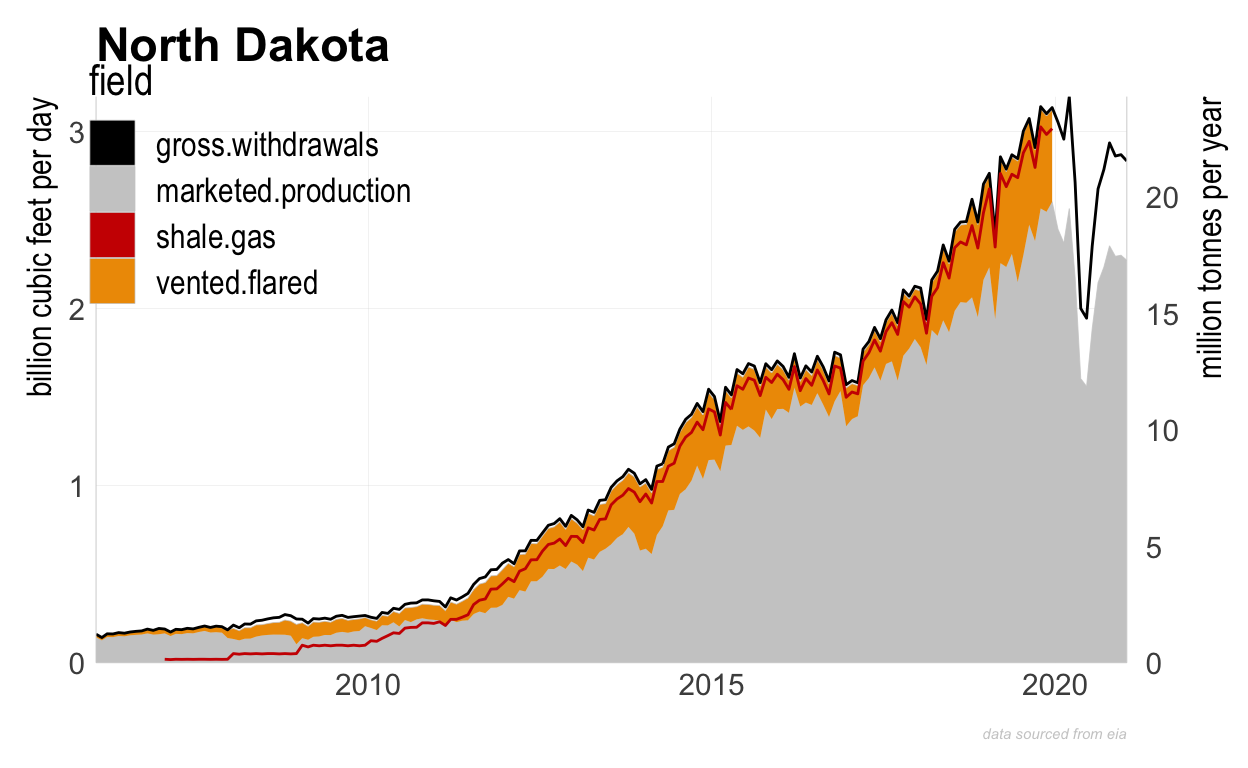 North Dakota
field
gross.withdrawals
marketed.production
shale.gas
vented.flared
billion cubic feet per day
3
2
1
0
million tonnes per year
20
15
10
5
0
2010
2015
2020
data sourced from eia